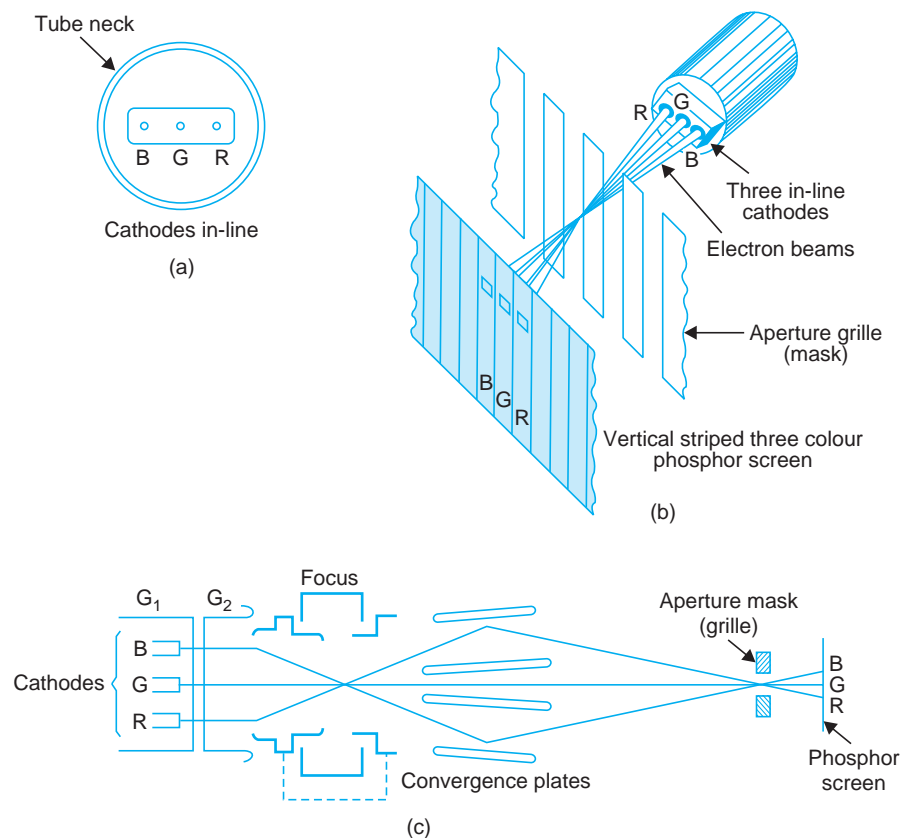 Tube neck
B G R
Cathodes in-line
(a)
R
G
B
Three in-line
cathodes
Electron beams
Aperture grille
(mask)
B
G
R
Vertical striped three colour
phosphor screen
(b)
G1
G2
Focus
Aperture mask
(grille)
Cathodes
B
G
R
B
G
R
Convergence plates
Phosphor
screen
(c)